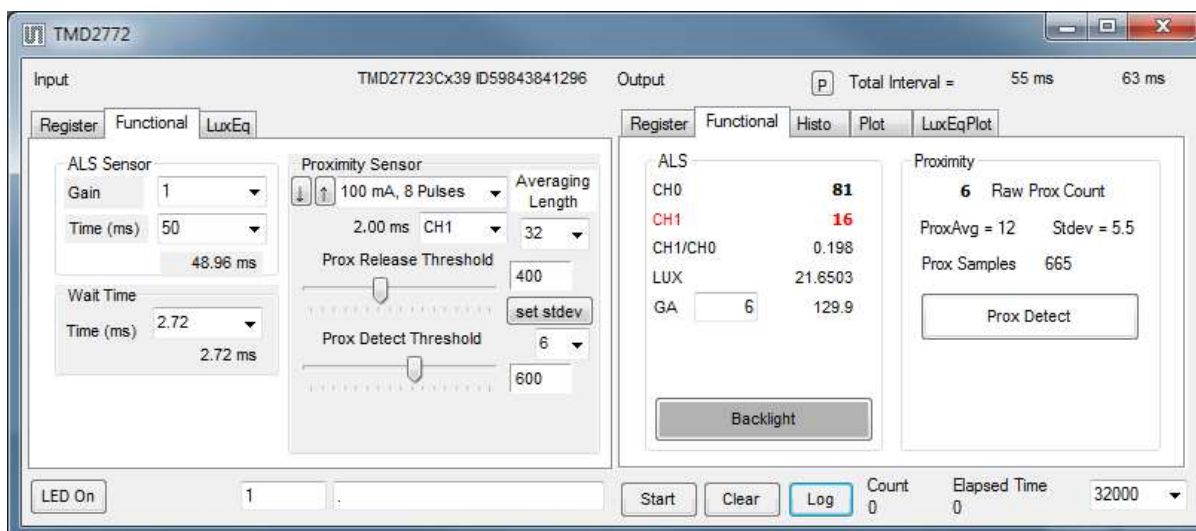 TMD2772
Input
TMD27723Cx39 ID59843841296
Register Functional LuxEq
ALS Sensor
Gain 1
Time (ms) 50
48.96 ms
Wait Time
Time (ms) 2.72
2.72 ms
Proximity Sensor
↓ ↑ 100 mA, 8 Pulses
Averaging
Length
2.00 ms CH1 32
Prox Release Threshold
400
set stdev
Prox Detect Threshold
6
600
LED On 1 .
Output P Total Interval = 55 ms 63 ms
Register Functional Histo Plot LuxEqPlot
ALS
CH0 81
CH1 16
CH1/CH0 0.198
LUX 21.6503
GA 6 129.9
Backlight
Proximity
6 Raw Prox Count
ProxAvg = 12 Stdev = 5.5
Prox Samples 665
Prox Detect
Start Clear Log
Count
0
Elapsed Time
0
32000